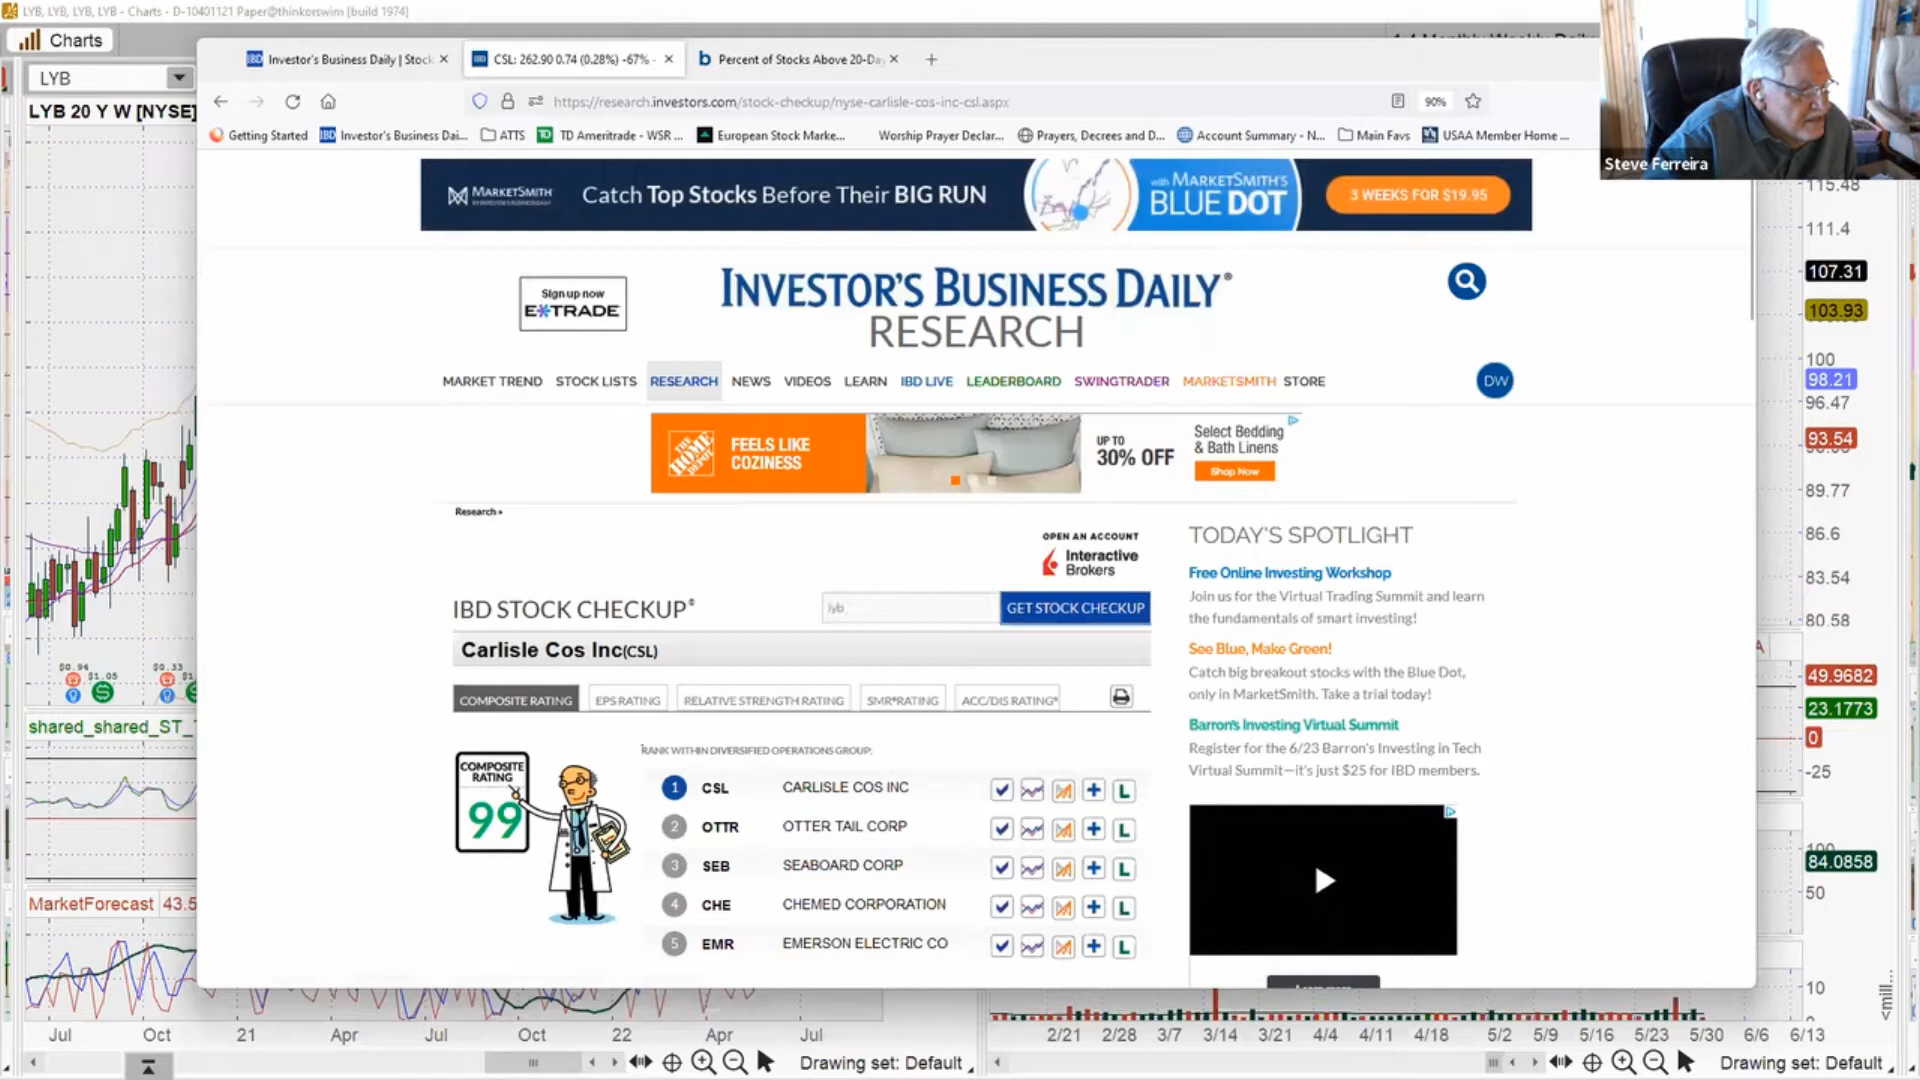 LYB, LYB, LYB, LYB - Charts - D-10401121 Paper@thinkorswim [build 1974]
Charts
LYB
LYB 20 Y W [NYSE]
Investor's Business Daily | Stock
CSL: 262.90 0.74 (0.28%) -67% -
Percent of Stocks Above 20-Da
https://research.investors.com/stock-checkup/nyse-carlisle-cos-inc-csl.aspx
90%
Getting Started
IBD Investor's Business Dai...
ATTS
TD Ameritrade - WSR ...
European Stock Marke...
Worship Prayer Declar...
Prayers, Decrees and D...
Account Summary - N...
Main Favs
USAA Member Home ...
Steve Ferreira
MARKETSMITH
Catch Top Stocks Before Their BIG RUN
with MARKETSMITH'S
BLUE DOT
3 WEEKS FOR $19.95
Sign up now
E*TRADE
INVESTOR'S BUSINESS DAILY®
RESEARCH
MARKET TREND STOCK LISTS RESEARCH NEWS VIDEOS LEARN IBD LIVE LEADERBOARD SWINGTRADER MARKETSMITH STORE
DW
THE HOME DEPOT
FEELS LIKE
COZINESS
UP TO
30% OFF
Select Bedding
& Bath Linens
Shop Now
Research »
OPEN AN ACCOUNT
Interactive
Brokers
IBD STOCK CHECKUP®
lyb
GET STOCK CHECKUP
Carlisle Cos Inc(CSL)
COMPOSITE RATING
EPS RATING
RELATIVE STRENGTH RATING
SMR®RATING
ACC/DIS RATING®
COMPOSITE
RATING
99
RANK WITHIN DIVERSIFIED OPERATIONS GROUP:
1 CSL CARLISLE COS INC
2 OTTR OTTER TAIL CORP
3 SEB SEABOARD CORP
4 CHE CHEMED CORPORATION
5 EMR EMERSON ELECTRIC CO
TODAY'S SPOTLIGHT
Free Online Investing Workshop
Join us for the Virtual Trading Summit and learn
the fundamentals of smart investing!
See Blue, Make Green!
Catch big breakout stocks with the Blue Dot,
only in MarketSmith. Take a trial today!
Barron's Investing Virtual Summit
Register for the 6/23 Barron's Investing in Tech
Virtual Summit—it's just $25 for IBD members.
115.48
111.4
107.31
103.93
100
98.21
96.47
93.54
89.77
86.6
83.54
80.58
49.9682
23.1773
0
-25
100
84.0858
50
10
<mill...
$0.94
$1.05
$0.33
shared_shared_ST_
MarketForecast 43.5
Jul Oct 21 Apr Jul Oct 22 Apr Jul
2/21 2/28 3/7 3/14 3/21 4/4 4/11 4/18 5/2 5/9 5/16 5/23 5/30 6/6 6/13
Drawing set: Default
Drawing set: Default